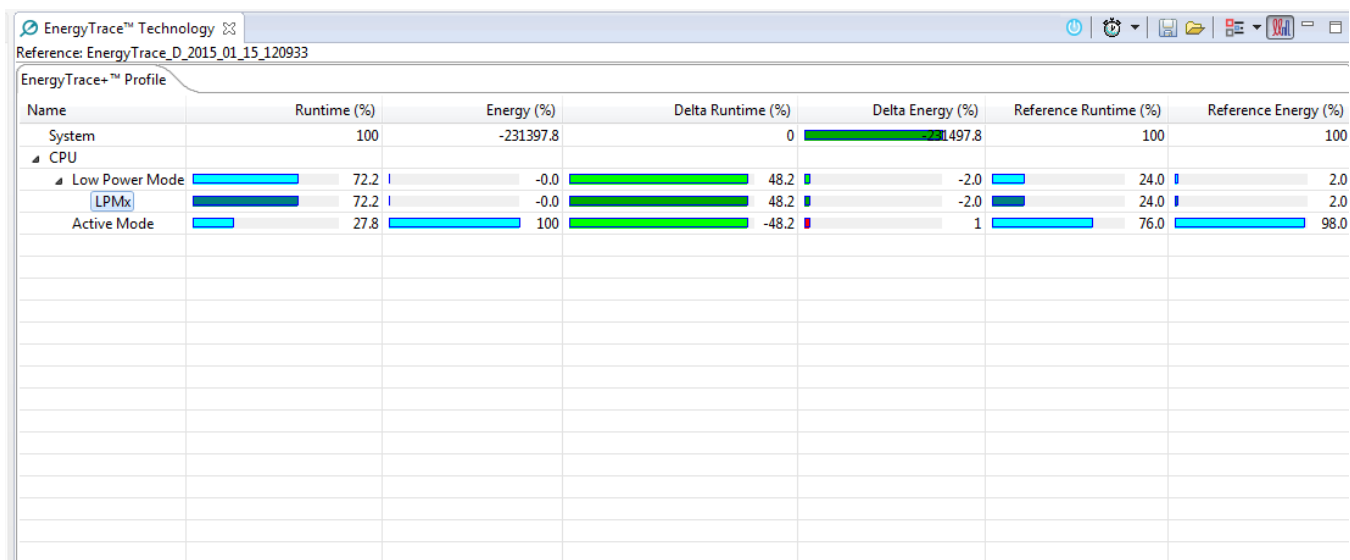 EnergyTrace™ Technology
Reference: EnergyTrace_D_2015_01_15_120933
EnergyTrace+™ Profile
Name Runtime (%) Energy (%) Delta Runtime (%) Delta Energy (%) Reference Runtime (%) Reference Energy (%)
System 100 -231397.8 0 -231497.8 100 100
CPU
Low Power Mode 72.2 -0.0 48.2 -2.0 24.0 2.0
LPMx 72.2 -0.0 48.2 -2.0 24.0 2.0
Active Mode 27.8 100 -48.2 1 76.0 98.0